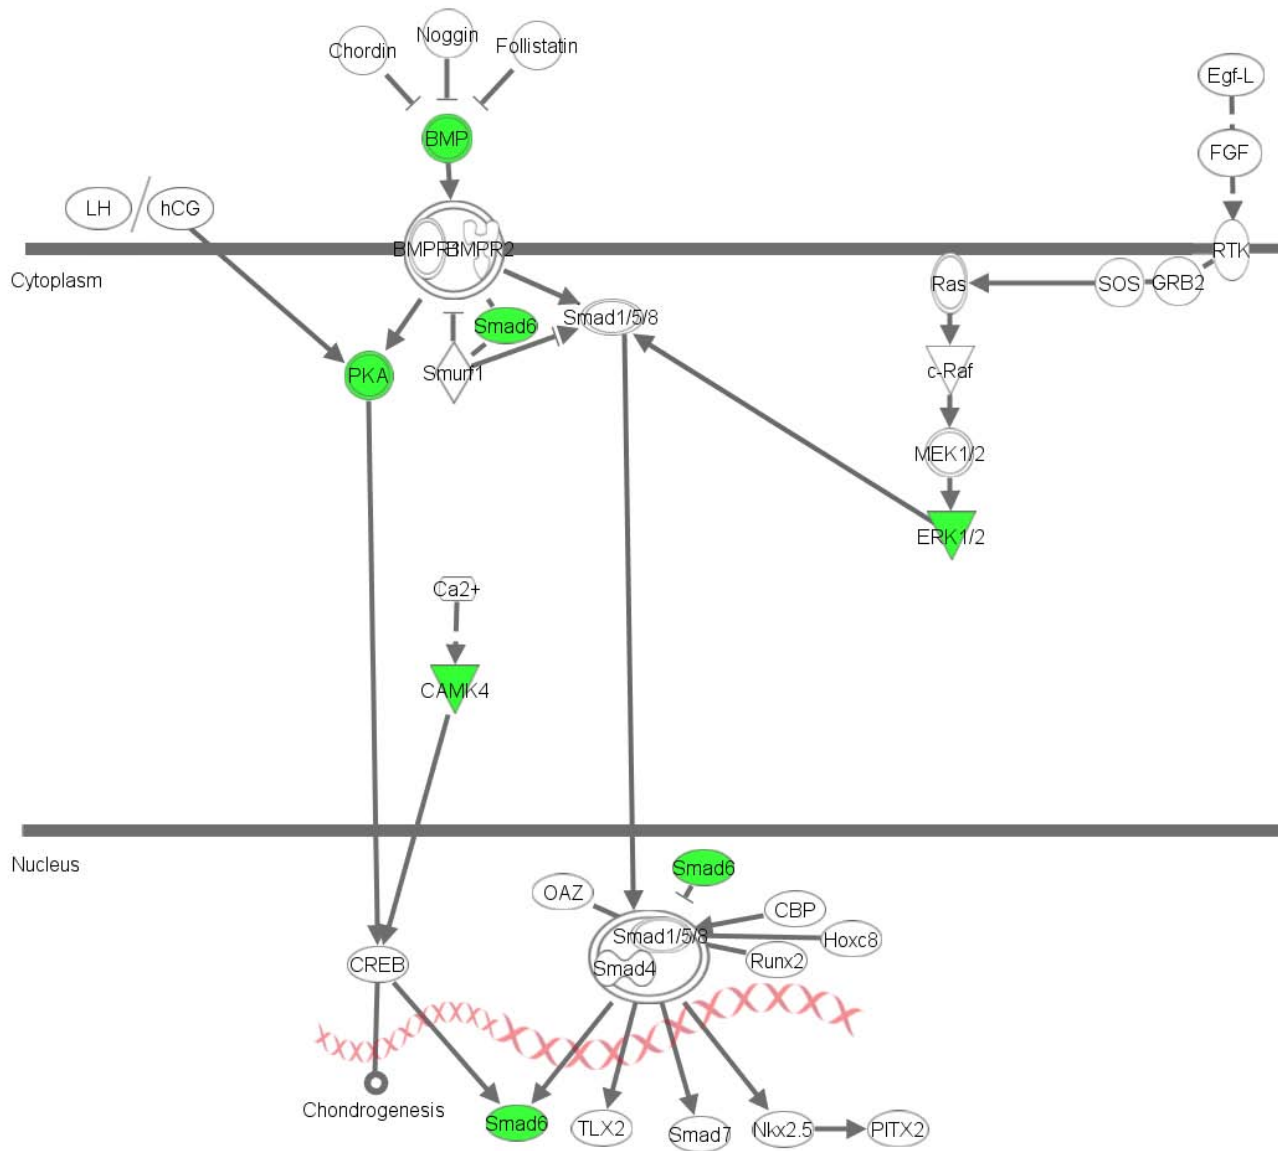 Noggin
Chordin
Follistatin
Egf-L
BMP
FGF
LH
hCG
BMPR1
BMPR2
RTK
Cytoplasm
Ras
SOS
GRB2
Smad6
Smad1/5/8
PKA
Smurf1
c-Raf
MEK1/2
ERK1/2
Ca2+
CAMK4
Nucleus
Smad6
OAZ
CBP
Smad1/5/8
Hoxc8
Runx2
CREB
Smad4
Chondrogenesis
Smad6
TLX2
Smad7
Nkx2.5
PITX2